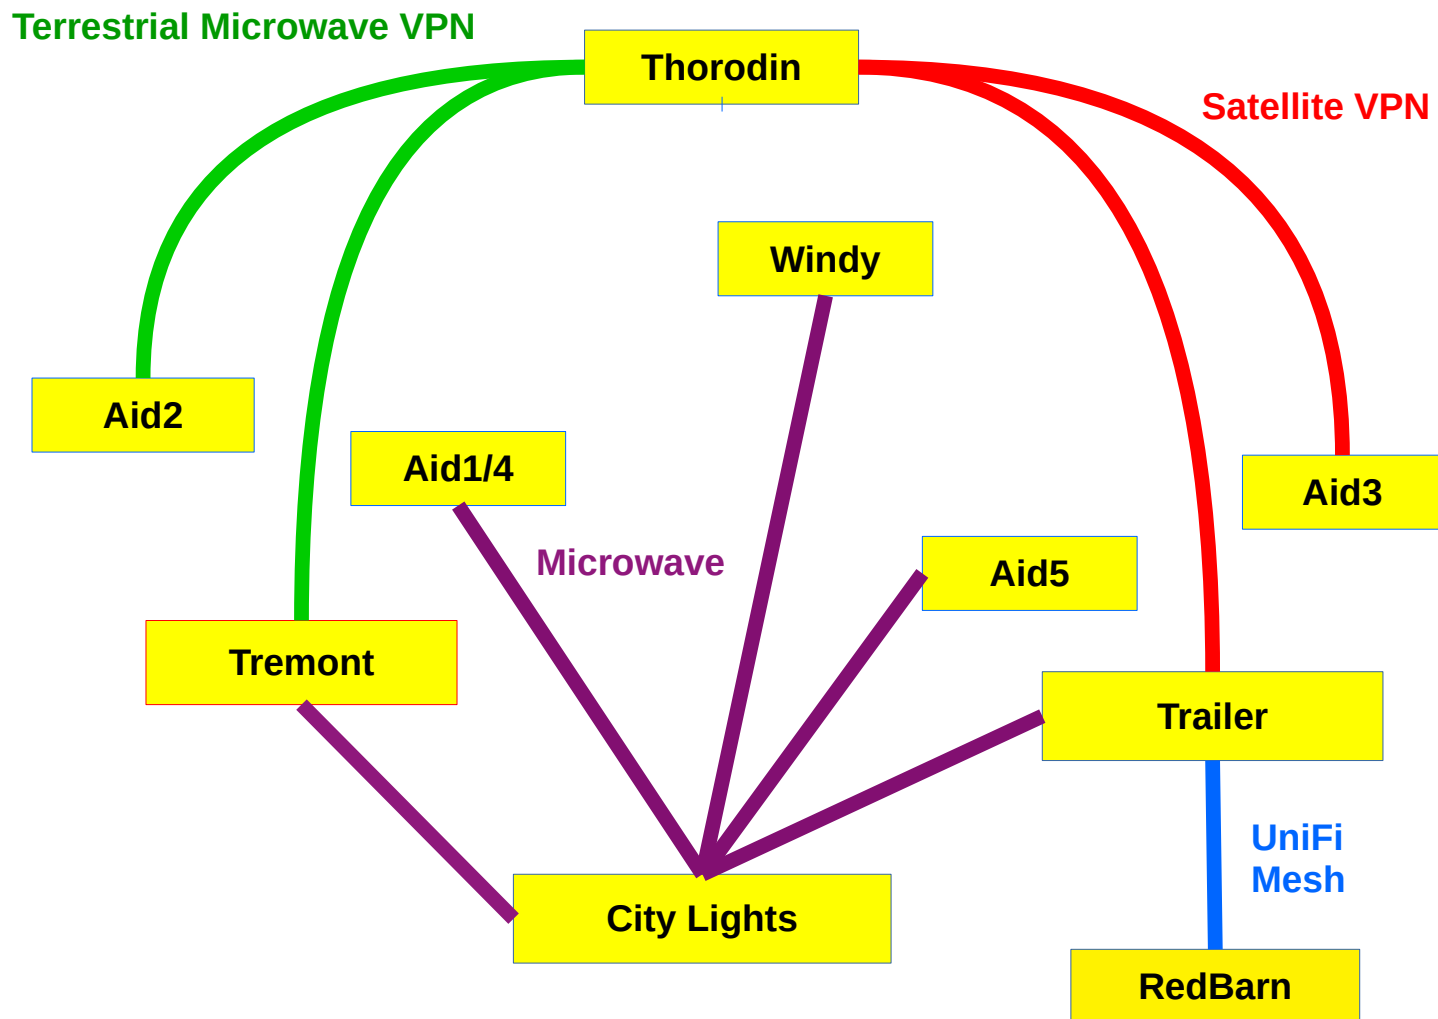 Terrestrial Microwave VPN
Thorodin
Satellite VPN
Windy
Aid2
Aid1/4
Aid3
Microwave
Aid5
Tremont
Trailer
UniFi
Mesh
City Lights
RedBarn